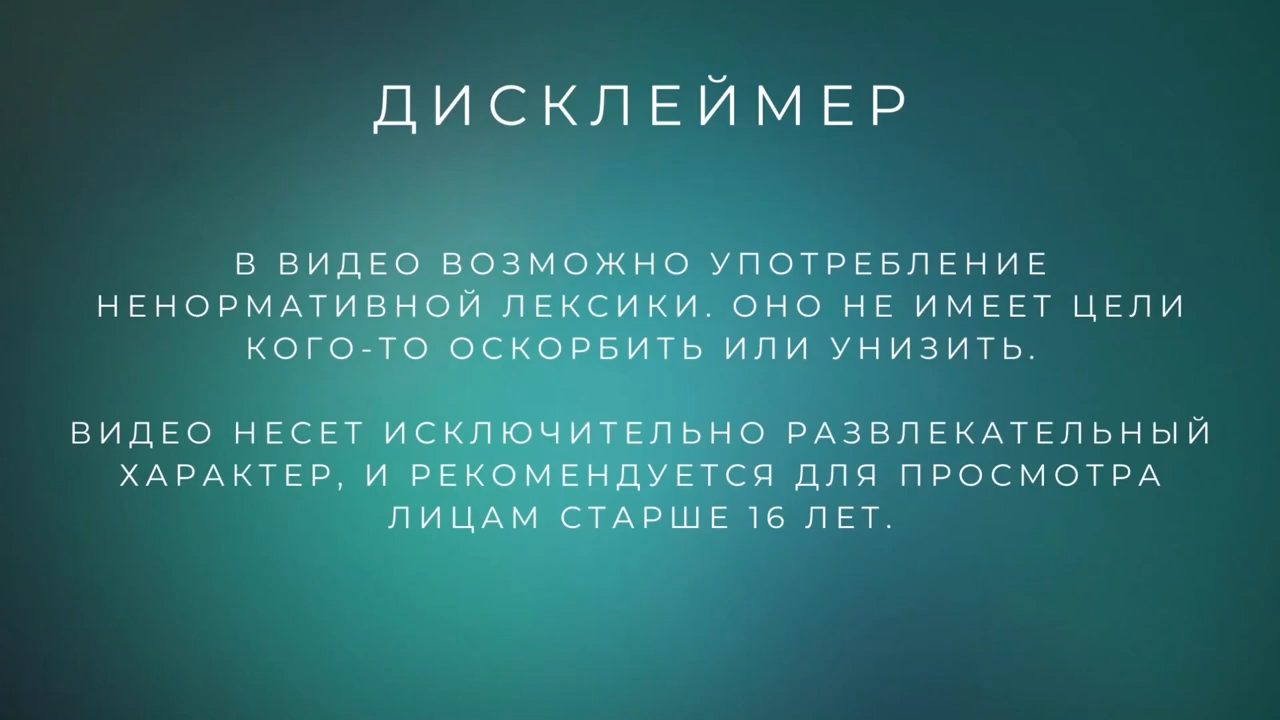 ДИСКЛЕЙМЕР
В ВИДЕО ВОЗМОЖНО УПОТРЕБЛЕНИЕ
НЕНОРМАТИВНОЙ ЛЕКСИКИ. ОНО НЕ ИМЕЕТ ЦЕЛИ
КОГО-ТО ОСКОРБИТЬ ИЛИ УНИЗИТЬ.
ВИДЕО НЕСЕТ ИСКЛЮЧИТЕЛЬНО РАЗВЛЕКАТЕЛЬНЫЙ
ХАРАКТЕР, И РЕКОМЕНДУЕТСЯ ДЛЯ ПРОСМОТРА
ЛИЦАМ СТАРШЕ 16 ЛЕТ.